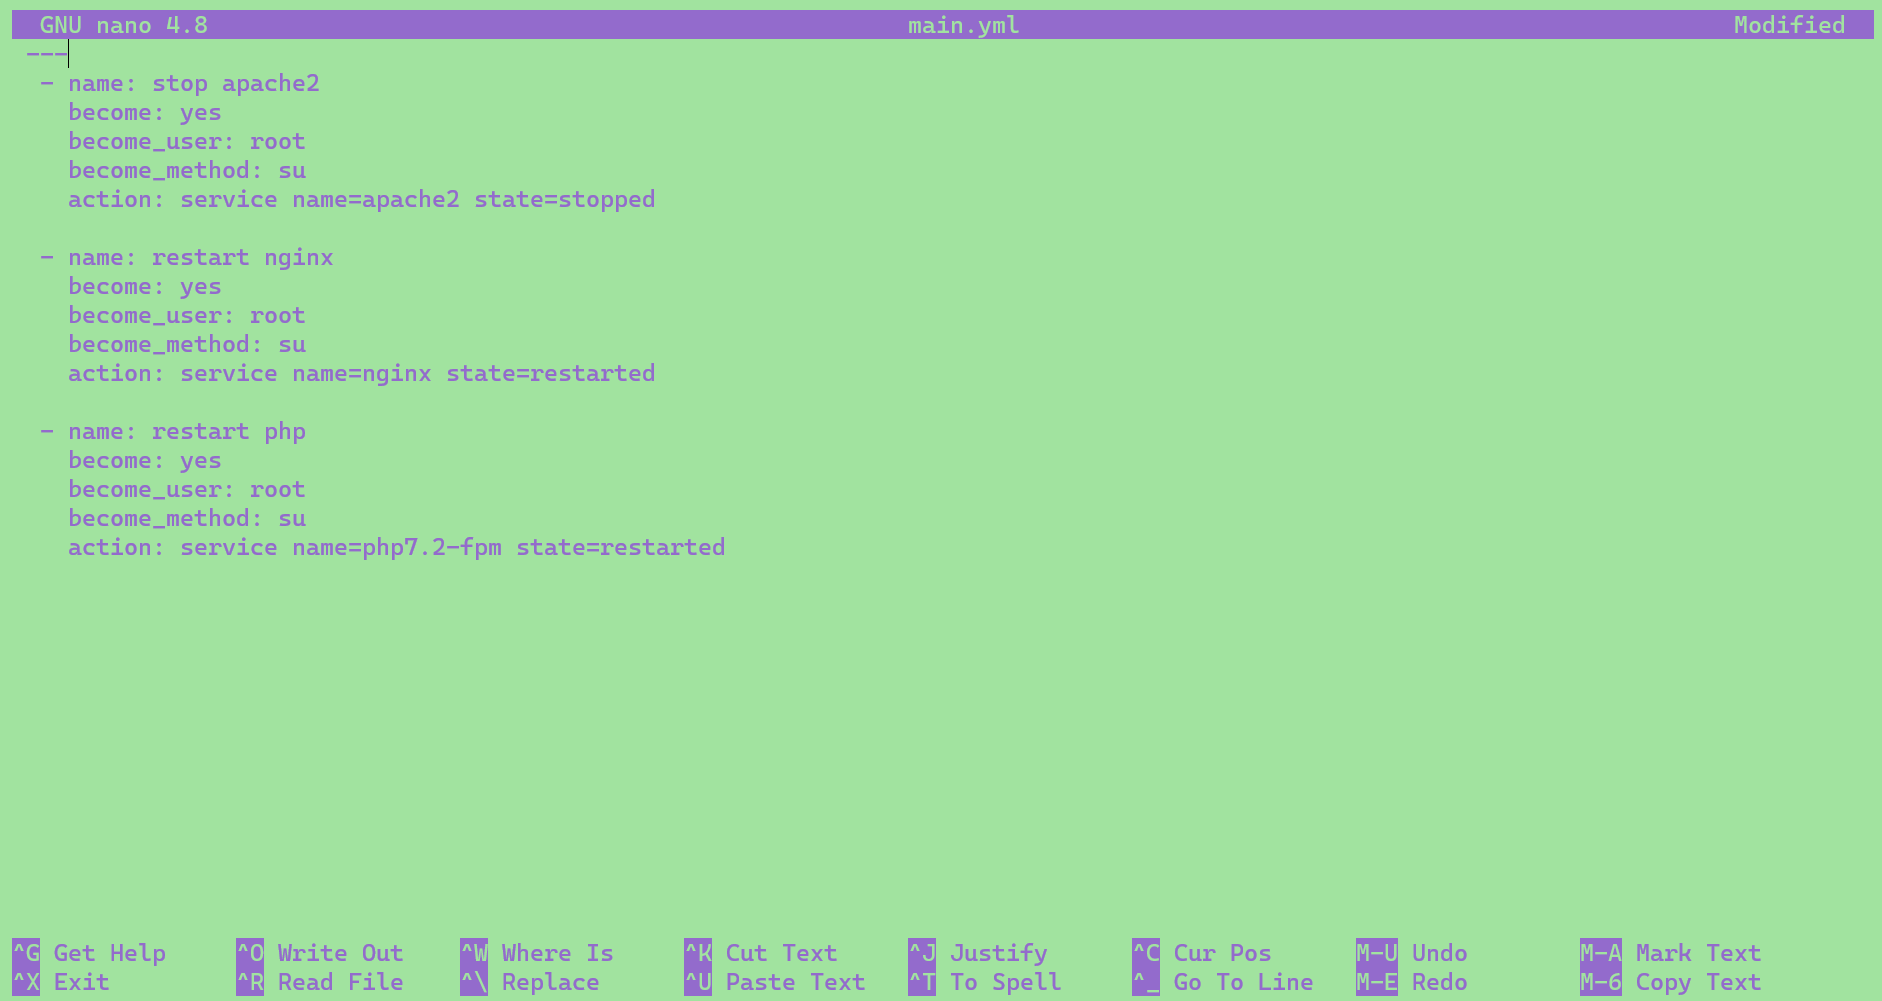 GNU nano 4.8 main.yml Modified
---
- name: stop apache2
become: yes
become_user: root
become_method: su
action: service name=apache2 state=stopped
- name: restart nginx
become: yes
become_user: root
become_method: su
action: service name=nginx state=restarted
- name: restart php
become: yes
become_user: root
become_method: su
action: service name=php7.2-fpm state=restarted
^G Get Help ^O Write Out ^W Where Is ^K Cut Text ^J Justify ^C Cur Pos M-U Undo M-A Mark Text
^X Exit ^R Read File ^\ Replace ^U Paste Text ^T To Spell ^_ Go To Line M-E Redo M-6 Copy Text